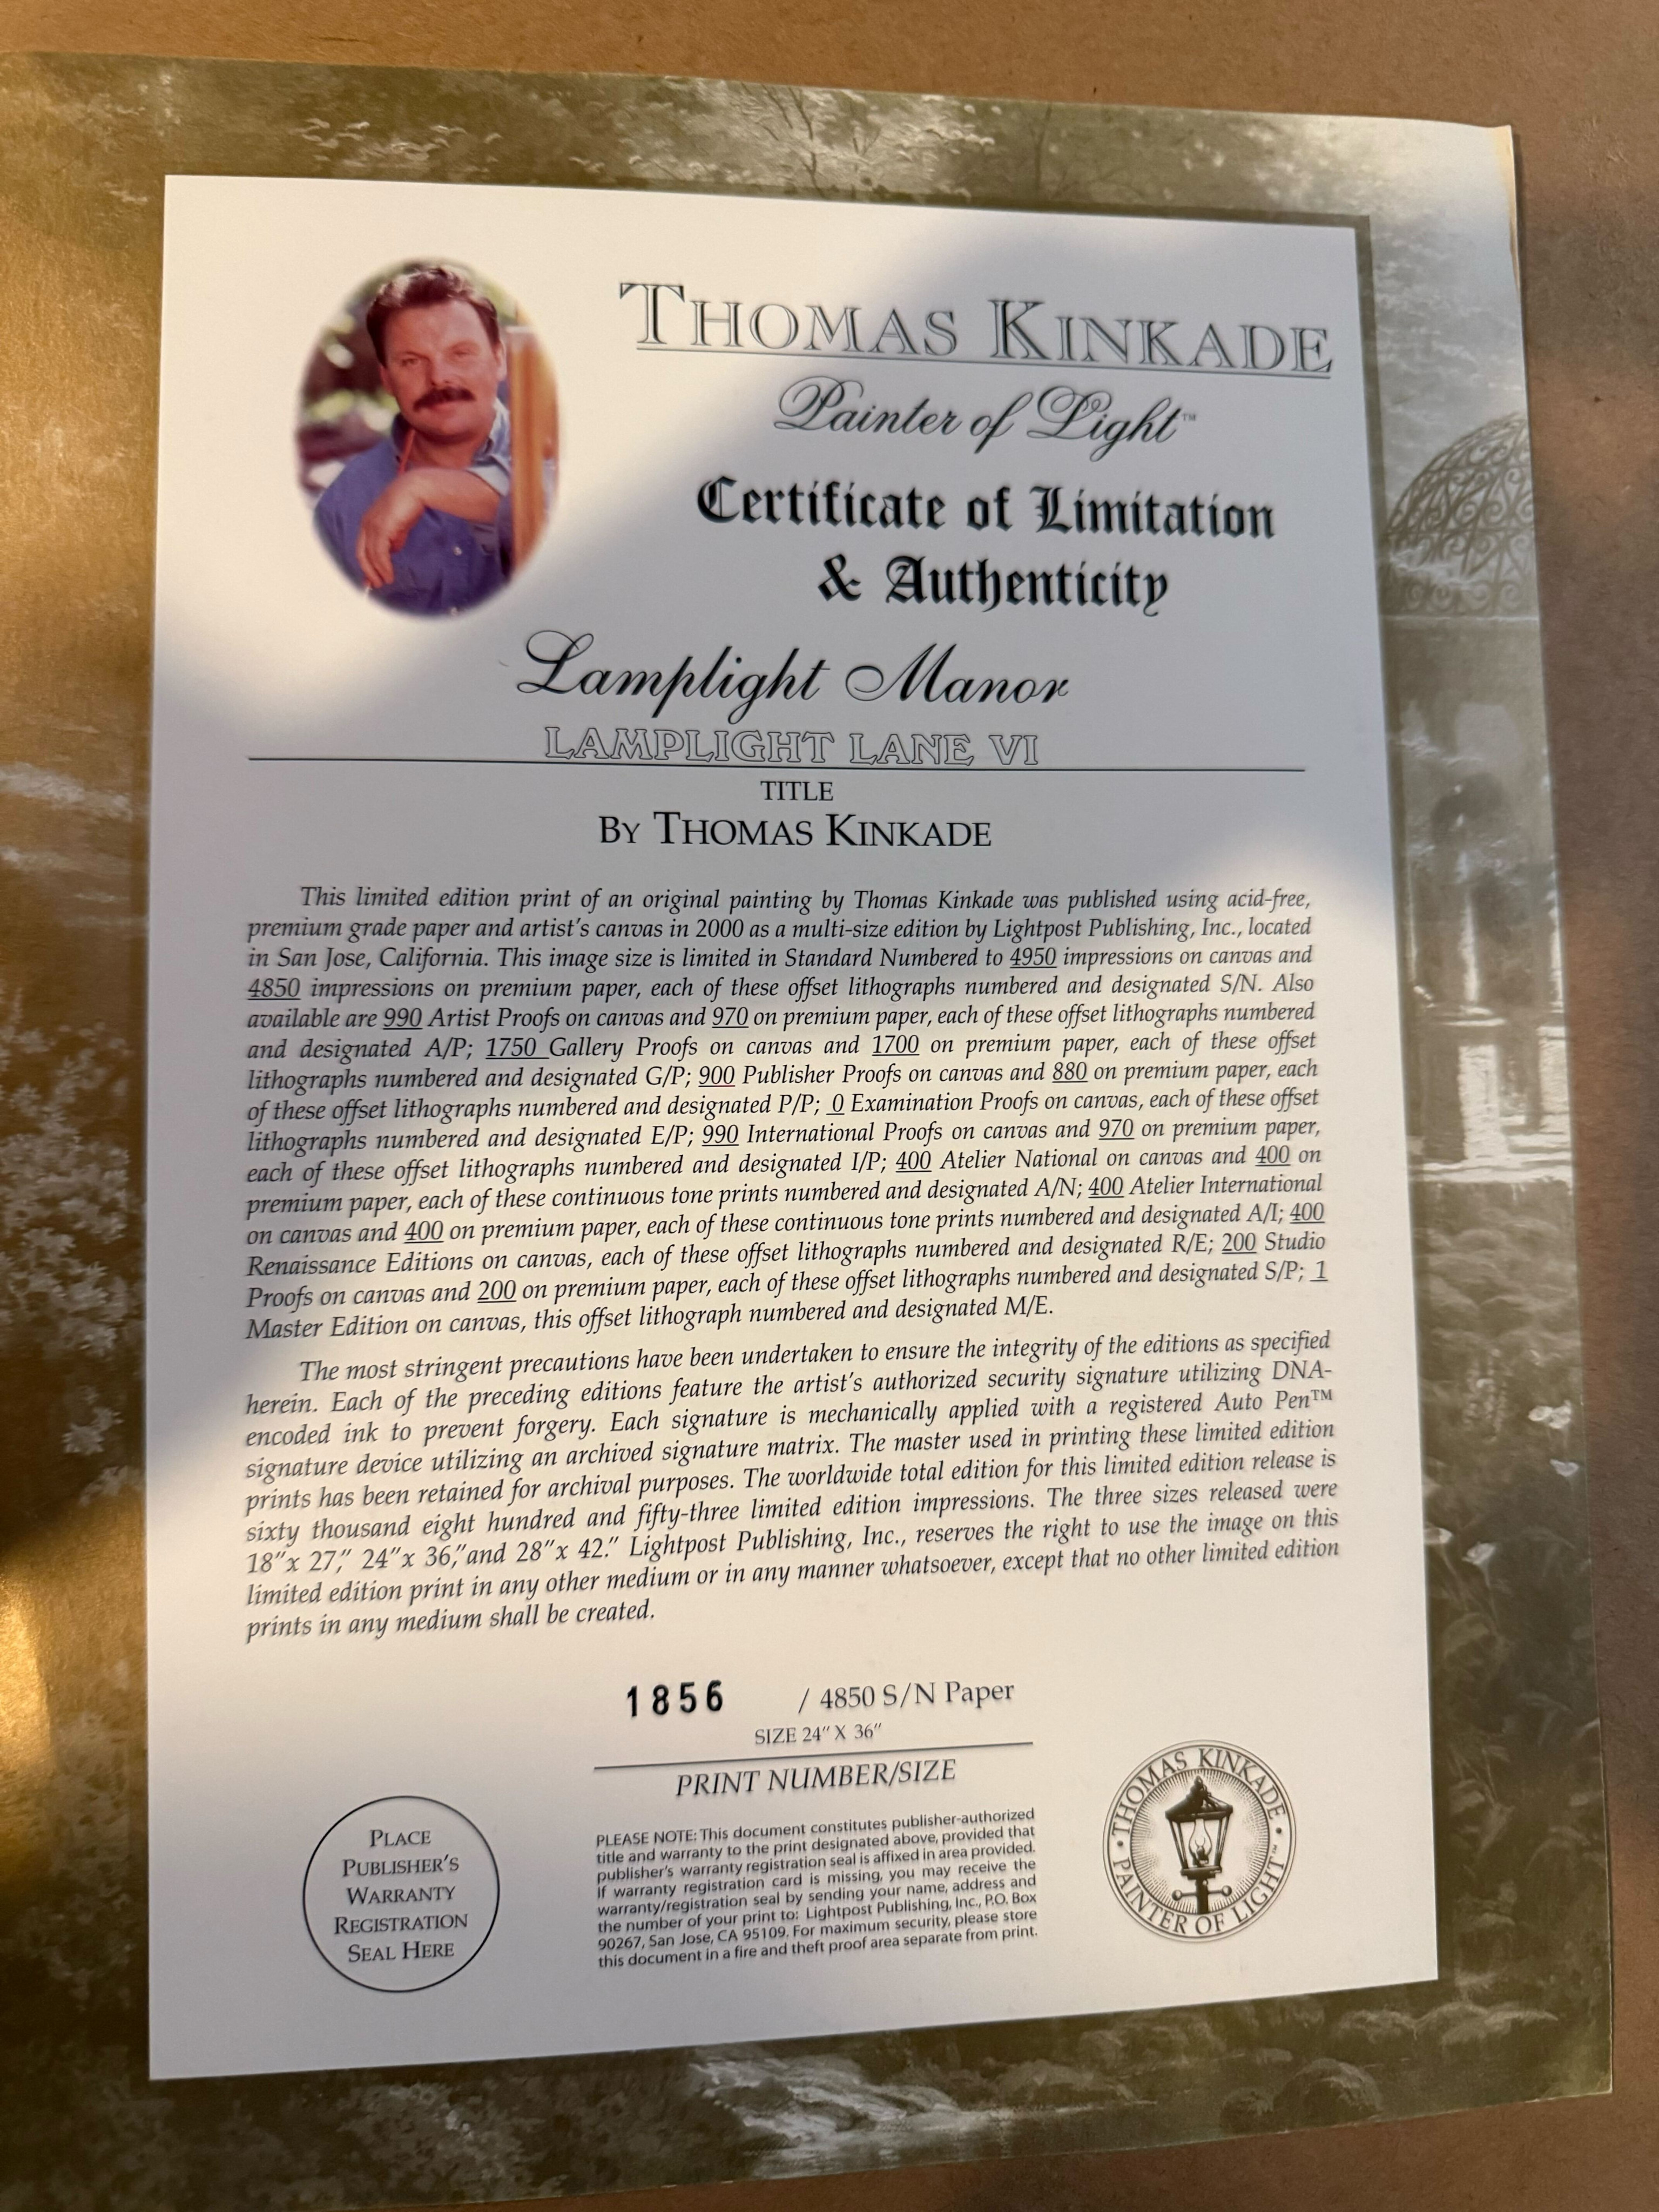 THOMAS KINKADE
Painter of Light™
Certificate of Limitation
& Authenticity
Lamplight Manor
LAMPLIGHT LANE VI
TITLE
BY THOMAS KINKADE
This limited edition print of an original painting by Thomas Kinkade was published using acid-free,
premium grade paper and artist's canvas in 2000 as a multi-size edition by Lightpost Publishing, Inc., located
in San Jose, California. This image size is limited in Standard Numbered to 4950 impressions on canvas and
4850 impressions on premium paper, each of these offset lithographs numbered and designated S/N. Also
available are 990 Artist Proofs on canvas and 970 on premium paper, each of these offset lithographs numbered
and designated A/P; 1750 Gallery Proofs on canvas and 1700 on premium paper, each of these offset
lithographs numbered and designated G/P; 900 Publisher Proofs on canvas and 880 on premium paper, each
of these offset lithographs numbered and designated P/P; 0 Examination Proofs on canvas, each of these offset
lithographs numbered and designated E/P; 990 International Proofs on canvas and 970 on premium paper,
each of these offset lithographs numbered and designated I/P; 400 Atelier National on canvas and 400 on
premium paper, each of these continuous tone prints numbered and designated A/N; 400 Atelier International
on canvas and 400 on premium paper, each of these continuous tone prints numbered and designated A/I; 400
Renaissance Editions on canvas, each of these offset lithographs numbered and designated R/E; 200 Studio
Proofs on canvas and 200 on premium paper, each of these offset lithographs numbered and designated S/P; 1
Master Edition on canvas, this offset lithograph numbered and designated M/E.
The most stringent precautions have been undertaken to ensure the integrity of the editions as specified
herein. Each of the preceding editions feature the artist's authorized security signature utilizing DNA-
encoded ink to prevent forgery. Each signature is mechanically applied with a registered Auto Pen™
signature device utilizing an archived signature matrix. The master used in printing these limited edition
prints has been retained for archival purposes. The worldwide total edition for this limited edition release is
sixty thousand eight hundred and fifty-three limited edition impressions. The three sizes released were
18"x 27," 24"x 36,"and 28"x 42." Lightpost Publishing, Inc., reserves the right to use the image on this
limited edition print in any other medium or in any manner whatsoever, except that no other limited edition
prints in any medium shall be created.
1856 / 4850 S/N Paper
SIZE 24" X 36"
PRINT NUMBER/SIZE
PLACE
PUBLISHER'S
WARRANTY
REGISTRATION
SEAL HERE
PLEASE NOTE: This document constitutes publisher-authorized
title and warranty to the print designated above, provided that
publisher's warranty registration seal is affixed in area provided.
If warranty registration card is missing, you may receive the
warranty/registration seal by sending your name, address and
the number of your print to: Lightpost Publishing, Inc., P.O. Box
90267, San Jose, CA 95109. For maximum security, please store
this document in a fire and theft proof area separate from print.
• THOMAS KINKADE •
PAINTER OF LIGHT™